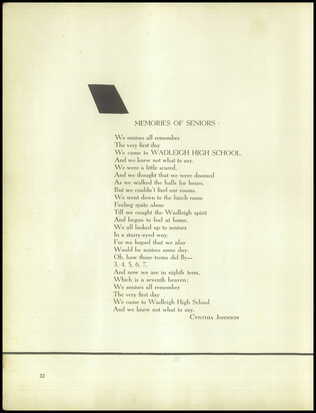 MEMORIES OF SENIORS
We seniors all remember
The very first day
We came to WADLEIGH HIGH SCHOOL,
And we knew not what to say.
We were a little scared,
And we thought that we were doomed
As we walked the halls for hours,
But we couldn't find our rooms.
We went down to the lunch room
Feeling quite alone
Till we caught the Wadleigh spirit
And began to feel at home.
We all looked up to seniors
In a starry-eyed way,
For we hoped that we also
Would be seniors some day.
Oh, how those terms did fly—
3, 4, 5, 6, 7,
And now we are in eighth term,
Which is a seventh heaven;
We seniors all remember
The very first day
We came to Wadleigh High School
And we knew not what to say.
CYNTHIA JOHNSON
22